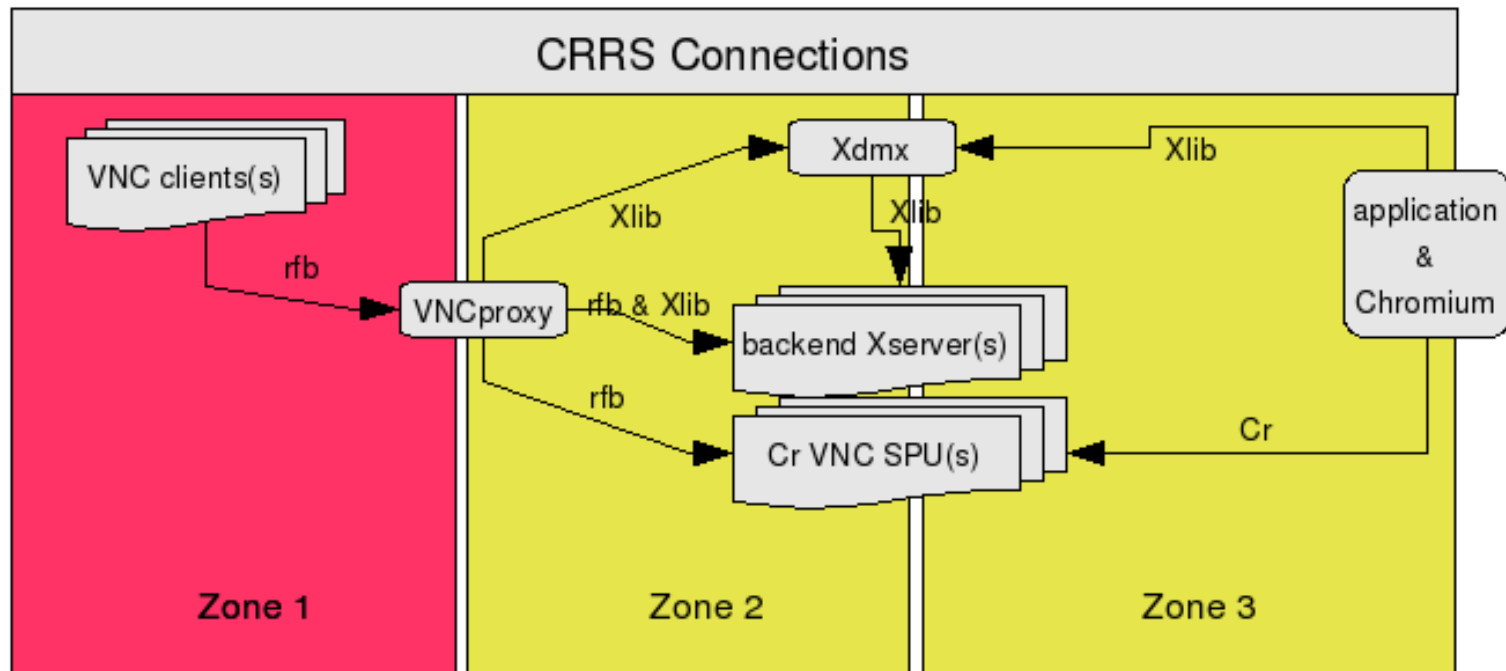 CRRS Connections
VNC clients(s)
Xdmx
Xlib
Xlib
Xlib
application
&
Chromium
rfb
VNCproxy
rfb & Xlib
backend Xserver(s)
rfb
Cr VNC SPU(s)
Cr
Zone 1
Zone 2
Zone 3